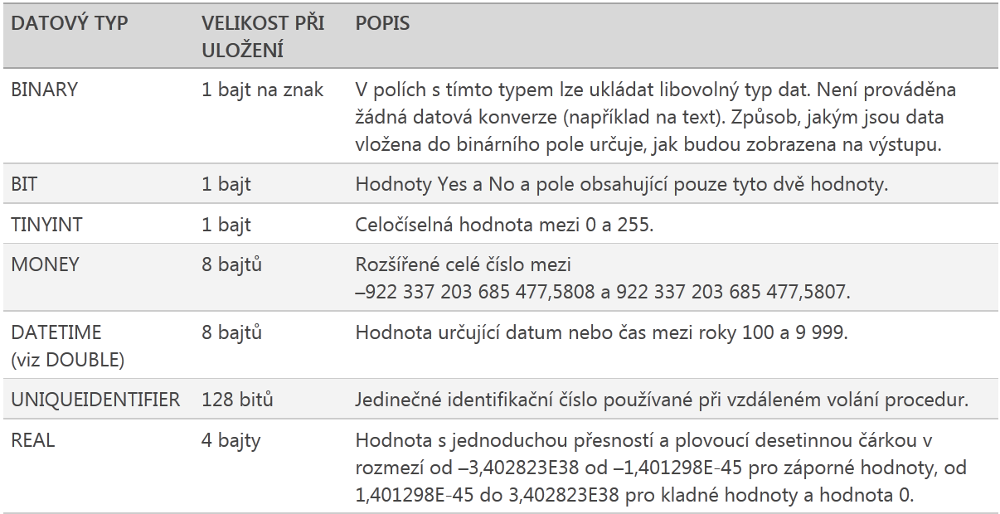 DATOVÝ TYP VELIKOST PŘI ULOŽENÍ POPIS
BINARY 1 bajt na znak V polích s tímto typem lze ukládat libovolný typ dat. Není prováděna
žádná datová konverze (například na text). Způsob, jakým jsou data
vložena do binárního pole určuje, jak budou zobrazena na výstupu.
BIT 1 bajt Hodnoty Yes a No a pole obsahující pouze tyto dvě hodnoty.
TINYINT 1 bajt Celočíselná hodnota mezi 0 a 255.
MONEY 8 bajtů Rozšířené celé číslo mezi
–922 337 203 685 477,5808 a 922 337 203 685 477,5807.
DATETIME 8 bajtů Hodnota určující datum nebo čas mezi roky 100 a 9 999.
(viz DOUBLE)
UNIQUEIDENTIFIER 128 bitů Jedinečné identifikační číslo používané při vzdáleném volání procedur.
REAL 4 bajty Hodnota s jednoduchou přesností a plovoucí desetinnou čárkou v
rozmezí od –3,402823E38 od –1,401298E-45 pro záporné hodnoty, od
1,401298E-45 do 3,402823E38 pro kladné hodnoty a hodnota 0.